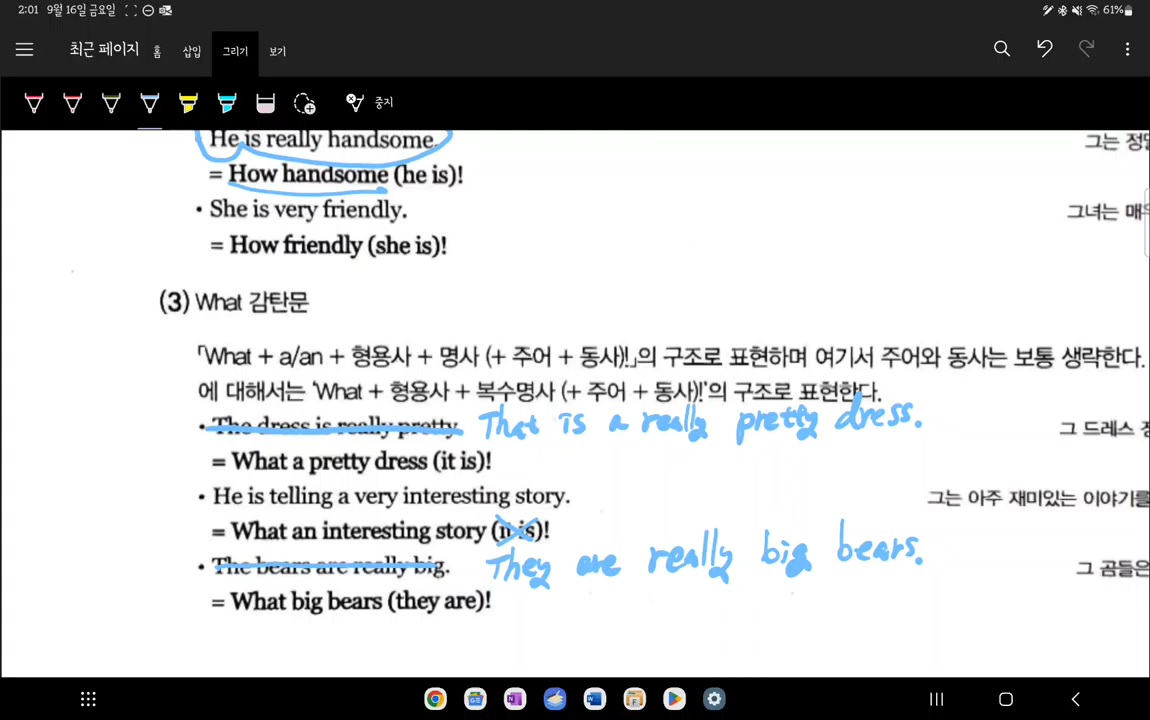 2:01 9월 16일 금요일 61%
최근 페이지 홈 삽입 그리기 보기
중지
He is really handsome. 그는 정말
= How handsome (he is)!
• She is very friendly. 그녀는 매우
= How friendly (she is)!
(3) What 감탄문
「What + a/an + 형용사 + 명사 (+ 주어 + 동사)!」의 구조로 표현하며 여기서 주어와 동사는 보통 생략한다.
에 대해서는 'What + 형용사 + 복수명사 (+ 주어 + 동사)!'의 구조로 표현한다.
• The dress is really pretty. That is a really pretty dress. 그 드레스 정
= What a pretty dress (it is)!
• He is telling a very interesting story. 그는 아주 재미있는 이야기를
= What an interesting story (it is)!
• The bears are really big. They are really big bears. 그 곰들은
= What big bears (they are)!